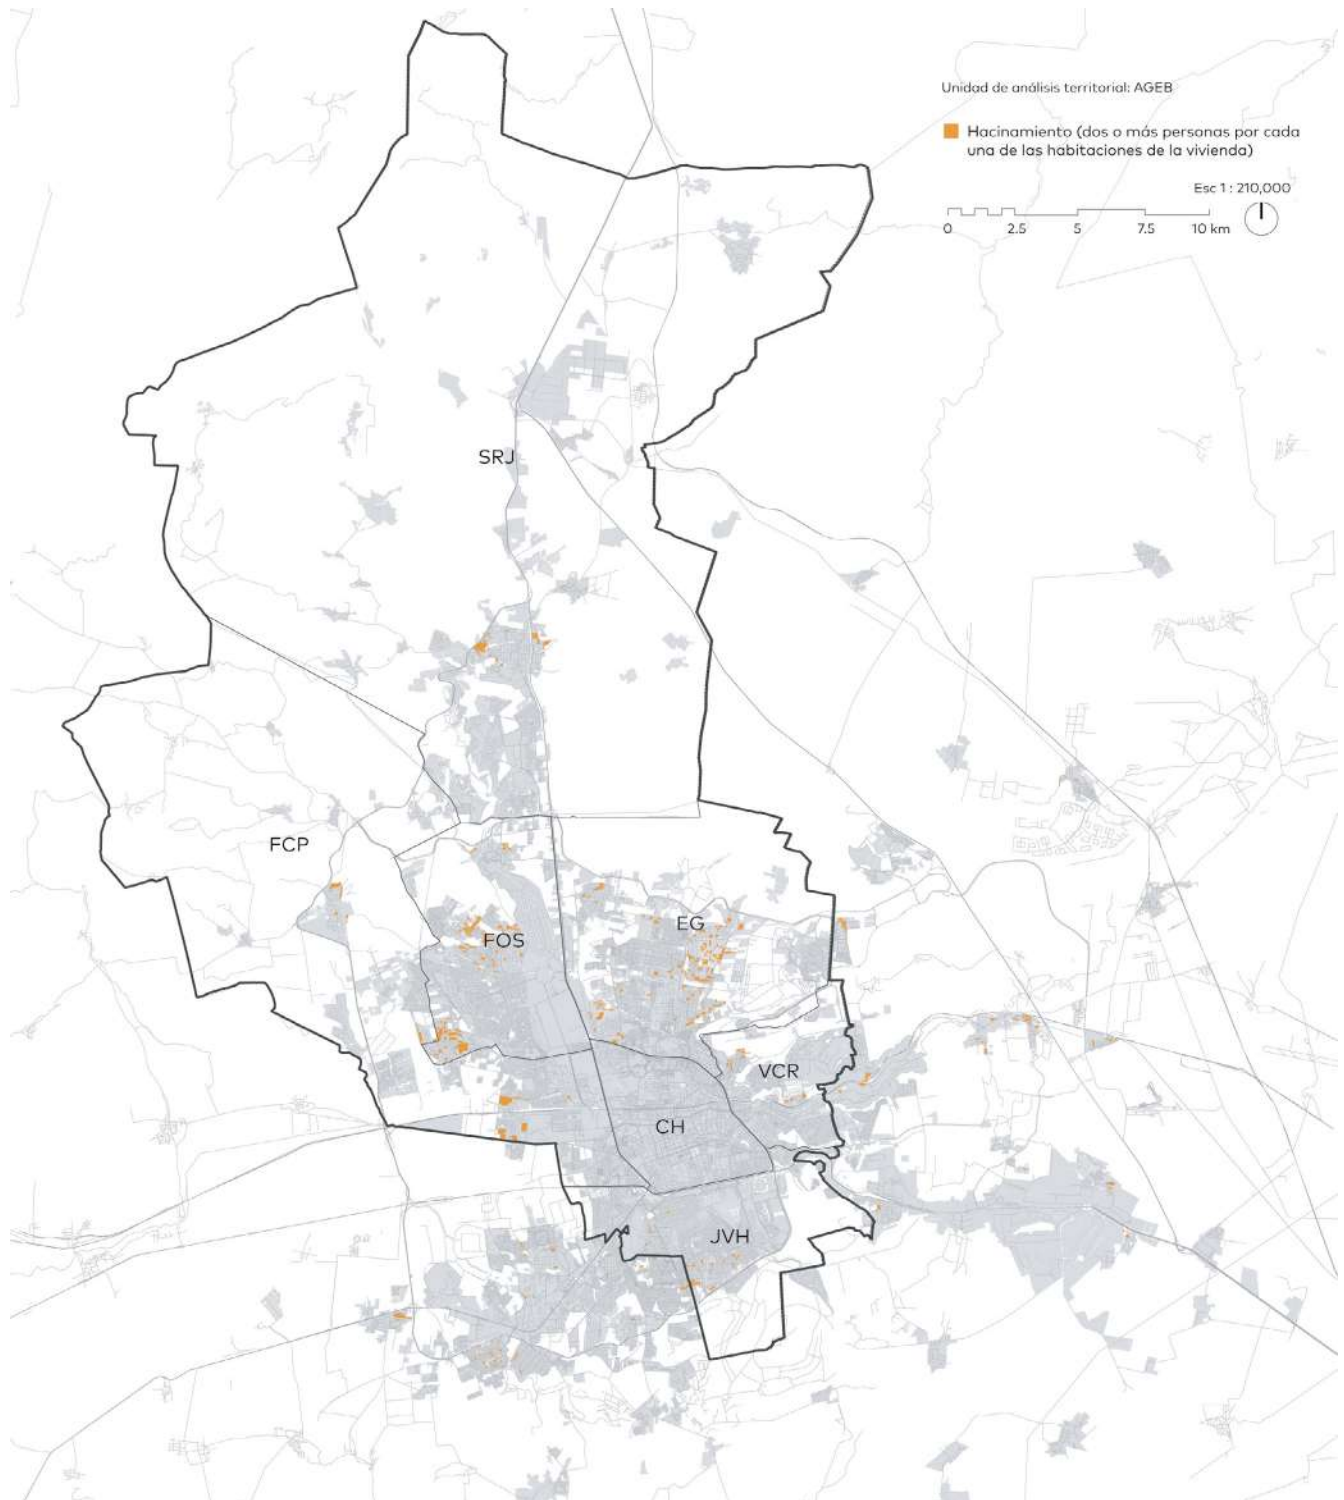 Unidad de análisis territorial: AGEB
Hacinamiento (dos o más personas por cada
una de las habitaciones de la vivienda)
Esc 1 : 210,000
0 2.5 5 7.5 10 km
SRJ
FCP
EG
FOS
VCR
CH
JVH